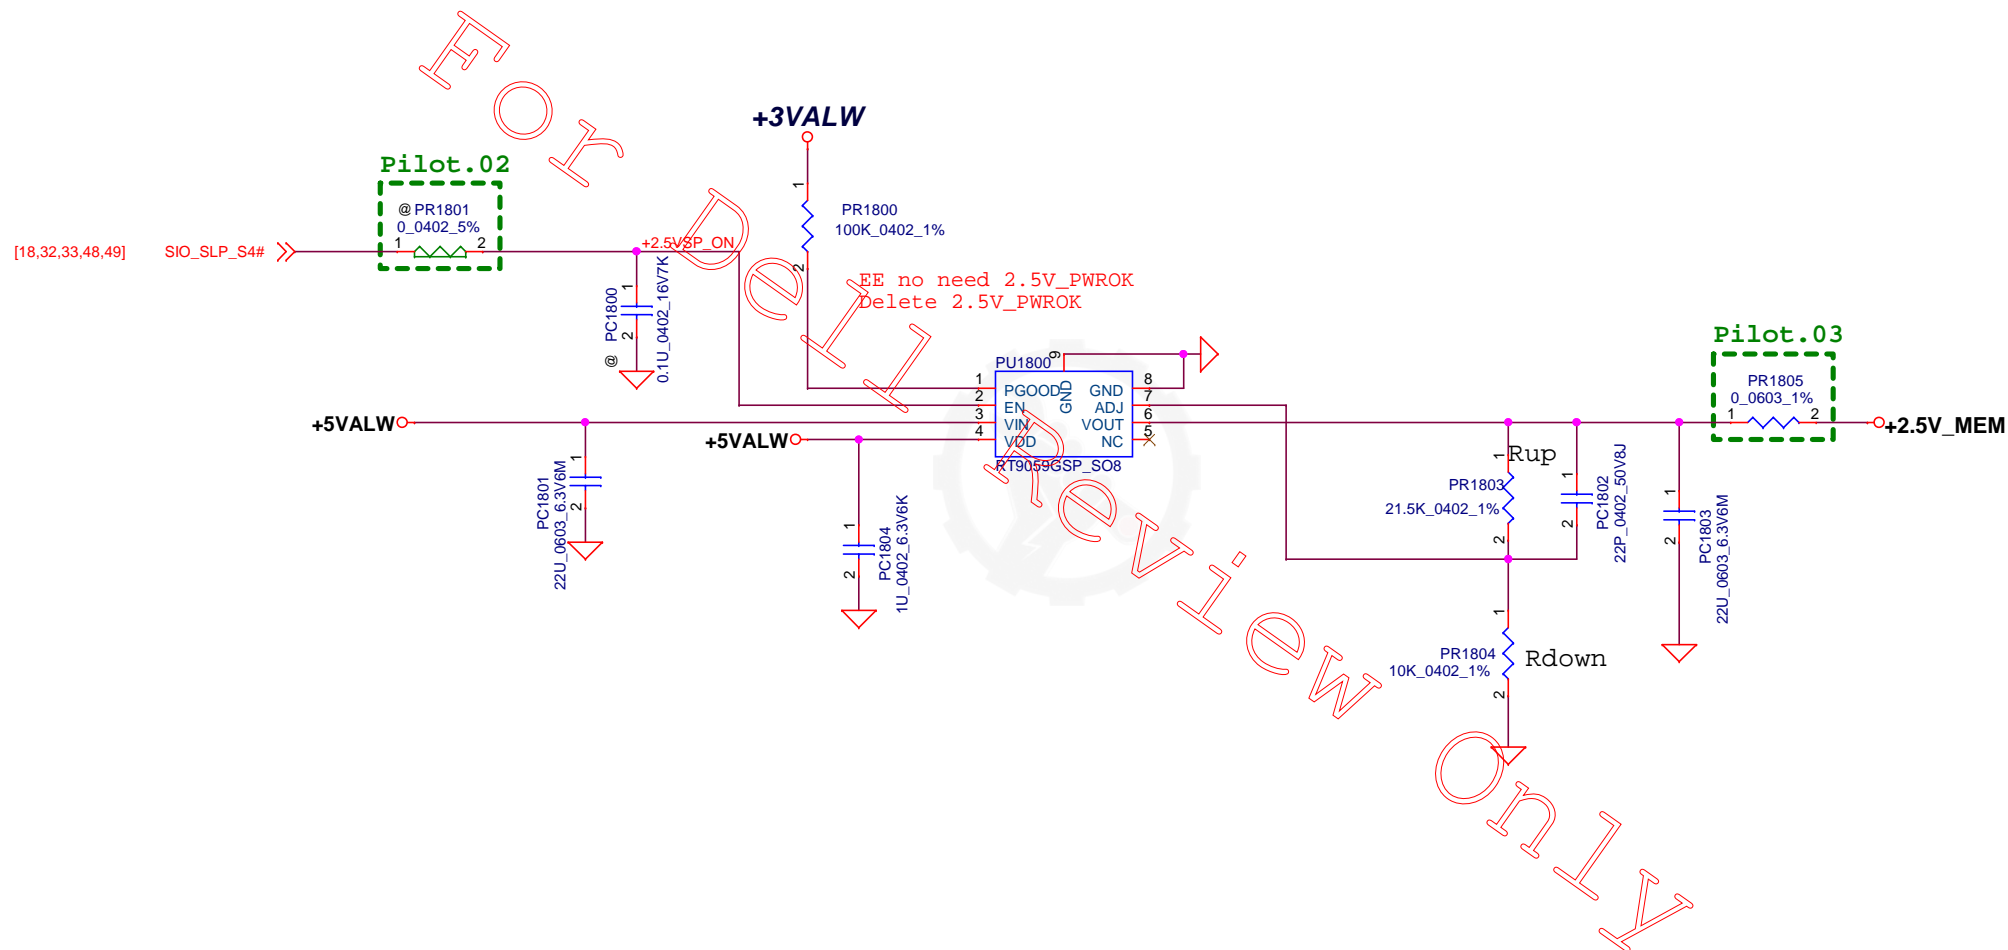 For Dell Review Only
+3VALW
Pilot.02
@ PR1801
0_0402_5%
1
2
[18,32,33,48,49]
SIO_SLP_S4#
+2.5VSP_ON
1
PR1800
100K_0402_1%
2
EE no need 2.5V_PWROK
Delete 2.5V_PWROK
1
2
@ PC1800
0.1U_0402_16V7K
PU1800
1
2
3
4
PGOOD
EN
VIN
VDD
9
GND
GND
ADJ
VOUT
NC
8
7
6
5
RT9059GSP_SO8
+5VALW
+5VALW
1
2
PC1801
22U_0603_6.3V6M
1
2
PC1804
1U_0402_6.3V6K
Pilot.03
PR1805
0_0603_1%
1
2
+2.5V_MEM
Rup
1
PR1803
21.5K_0402_1%
2
1
2
PC1802
22P_0402_50V8J
1
2
PC1803
22U_0603_6.3V6M
1
PR1804
10K_0402_1%
2
Rdown